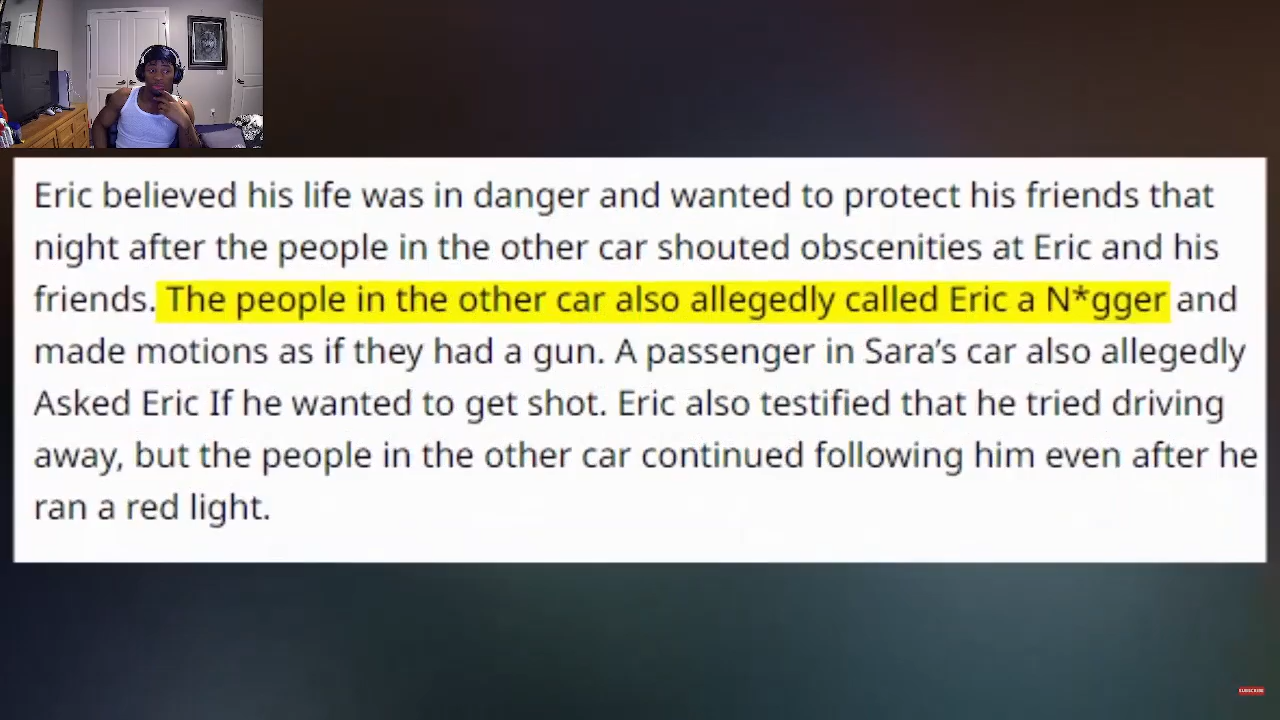 Eric believed his life was in danger and wanted to protect his friends that
night after the people in the other car shouted obscenities at Eric and his
friends. The people in the other car also allegedly called Eric a N*gger and
made motions as if they had a gun. A passenger in Sara’s car also allegedly
Asked Eric If he wanted to get shot. Eric also testified that he tried driving
away, but the people in the other car continued following him even after he
ran a red light.
SUBSCRIBE